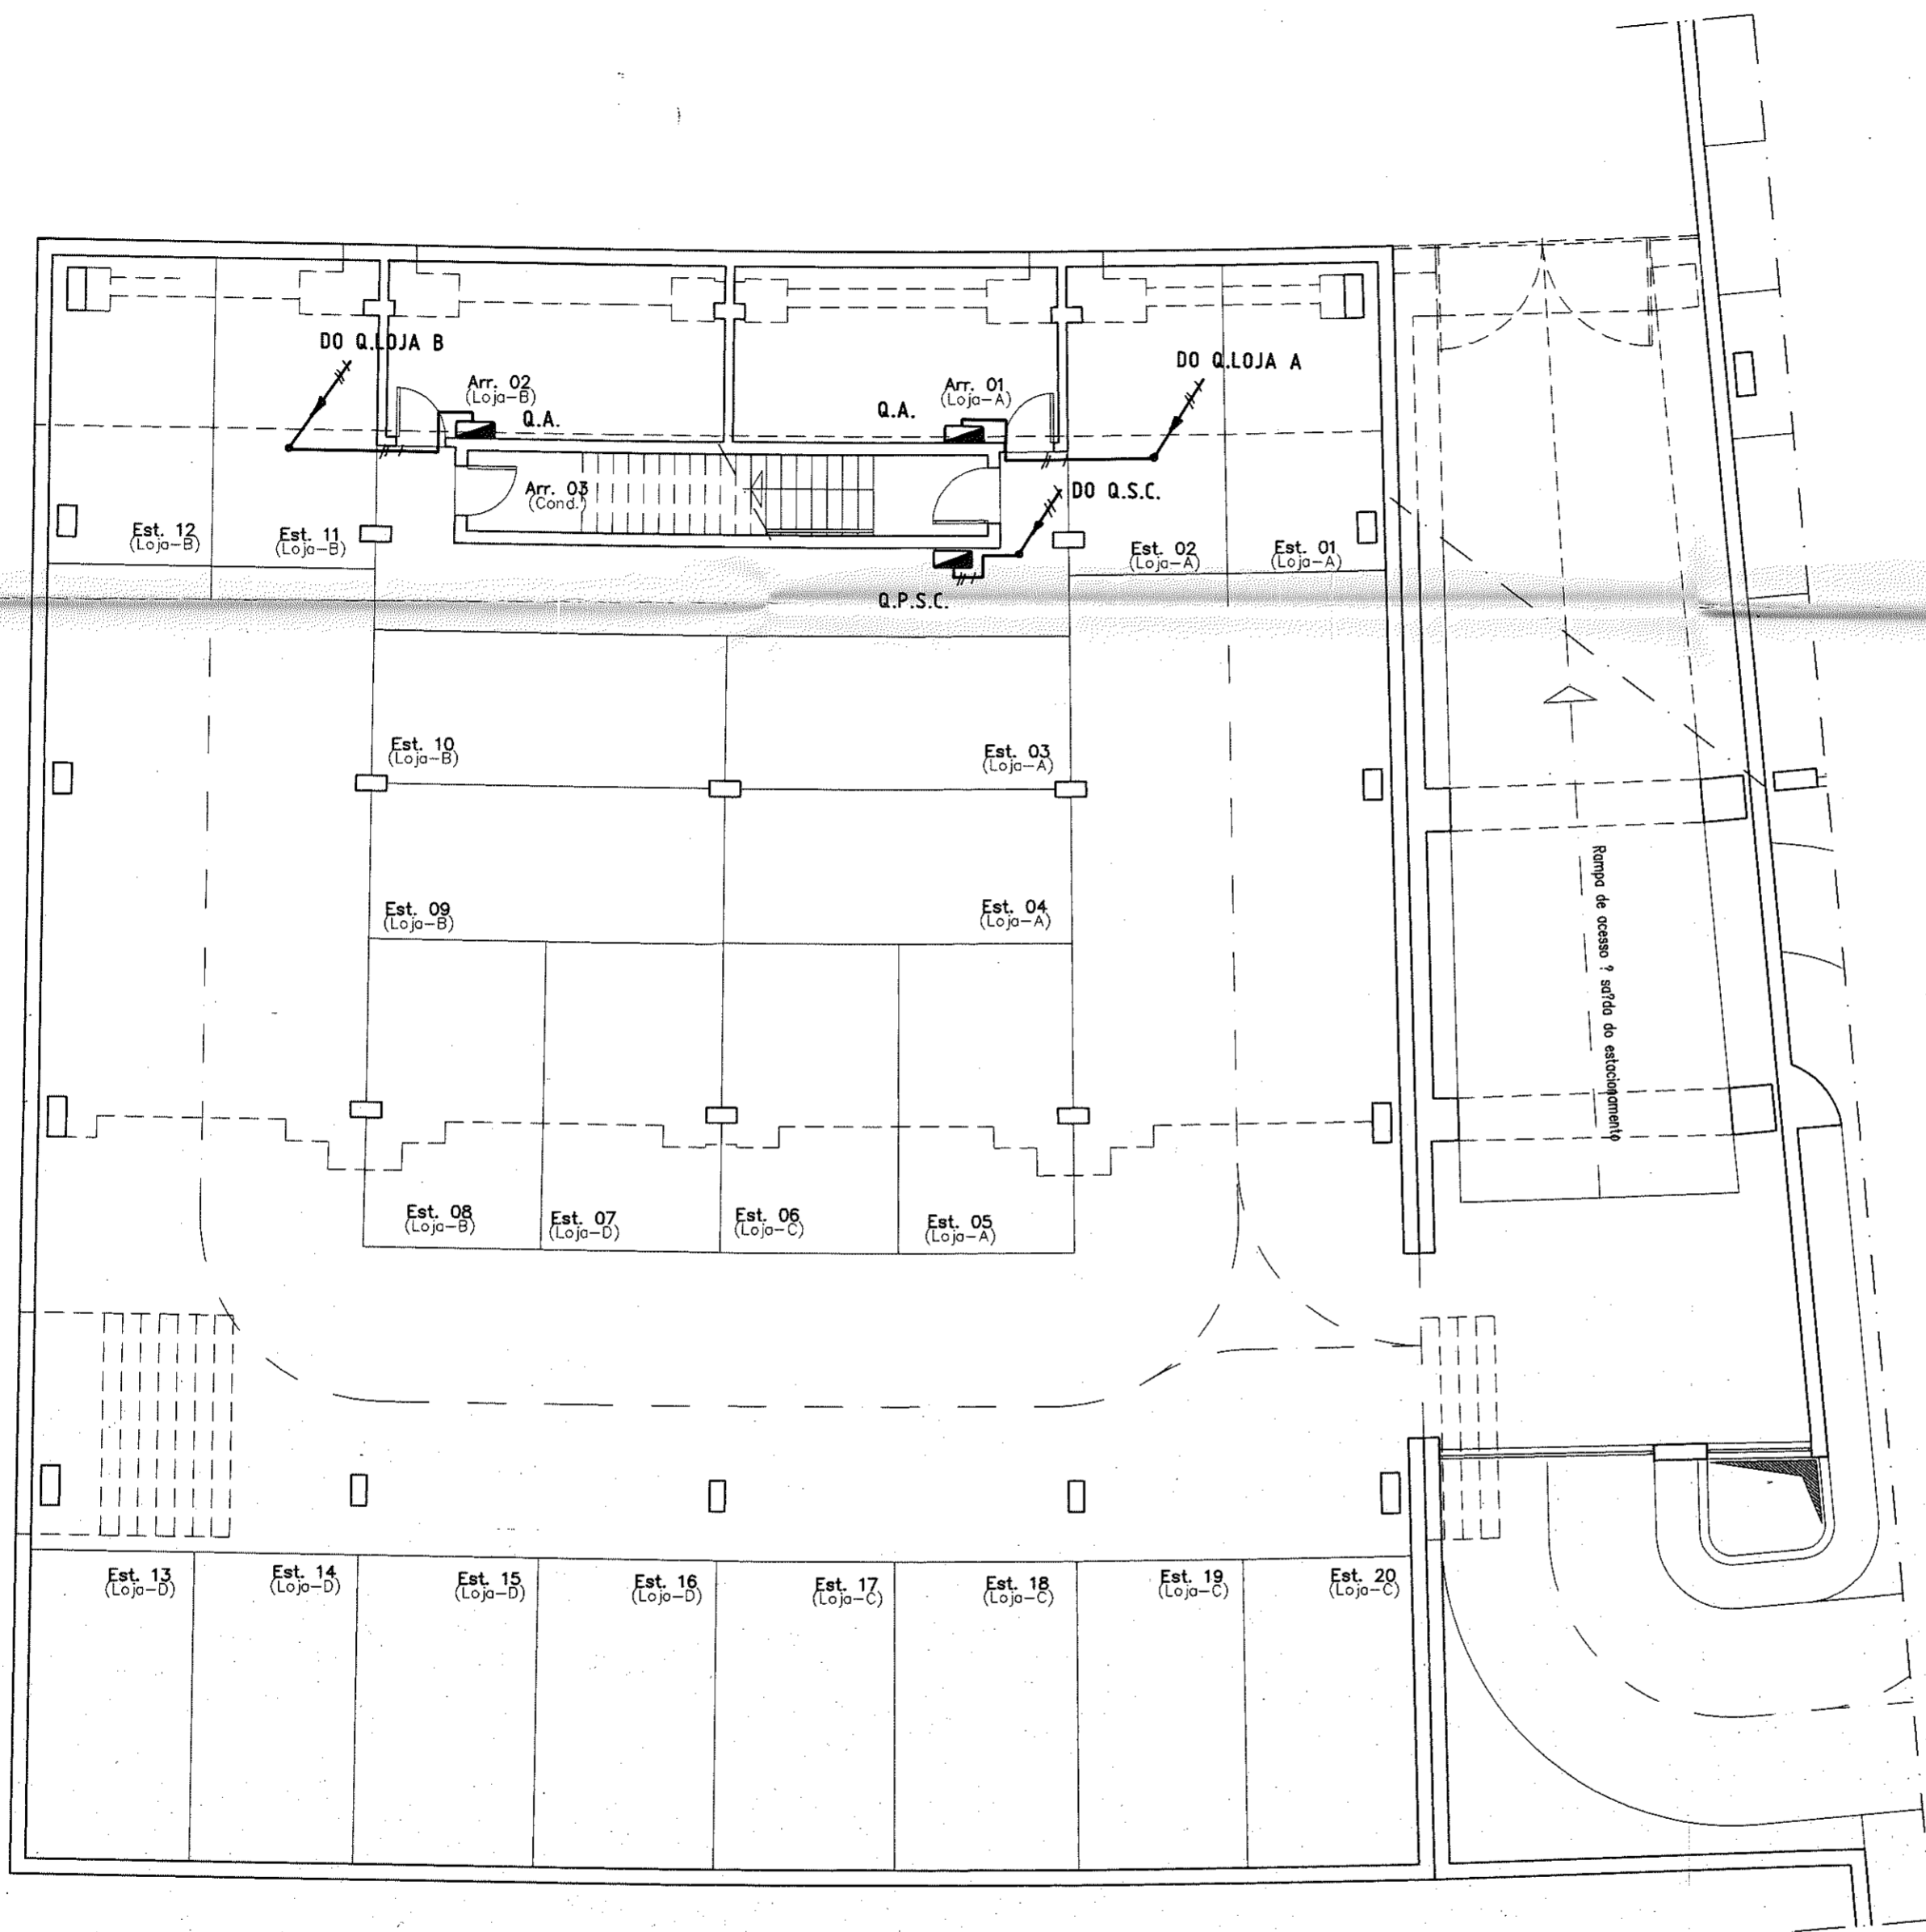 DO Q.LOJA B
DO Q.LOJA A
Arr. 02
(Loja-B)
Q.A.
Q.A.
Arr. 01
(Loja-A)
Arr. 03
(Cond.)
DO Q.S.C.
Est. 12
(Loja-B)
Est. 11
(Loja-B)
Est. 02
(Loja-A)
Est. 01
(Loja-A)
Q.P.S.C.
Est. 10
(Loja-B)
Est. 03
(Loja-A)
Est. 09
(Loja-B)
Est. 04
(Loja-A)
Rampa de acesso ? sa?da do estacionamento
Est. 08
(Loja-B)
Est. 07
(Loja-D)
Est. 06
(Loja-C)
Est. 05
(Loja-A)
Est. 13
(Loja-D)
Est. 14
(Loja-D)
Est. 15
(Loja-D)
Est. 16
(Loja-D)
Est. 17
(Loja-C)
Est. 18
(Loja-C)
Est. 19
(Loja-C)
Est. 20
(Loja-C)